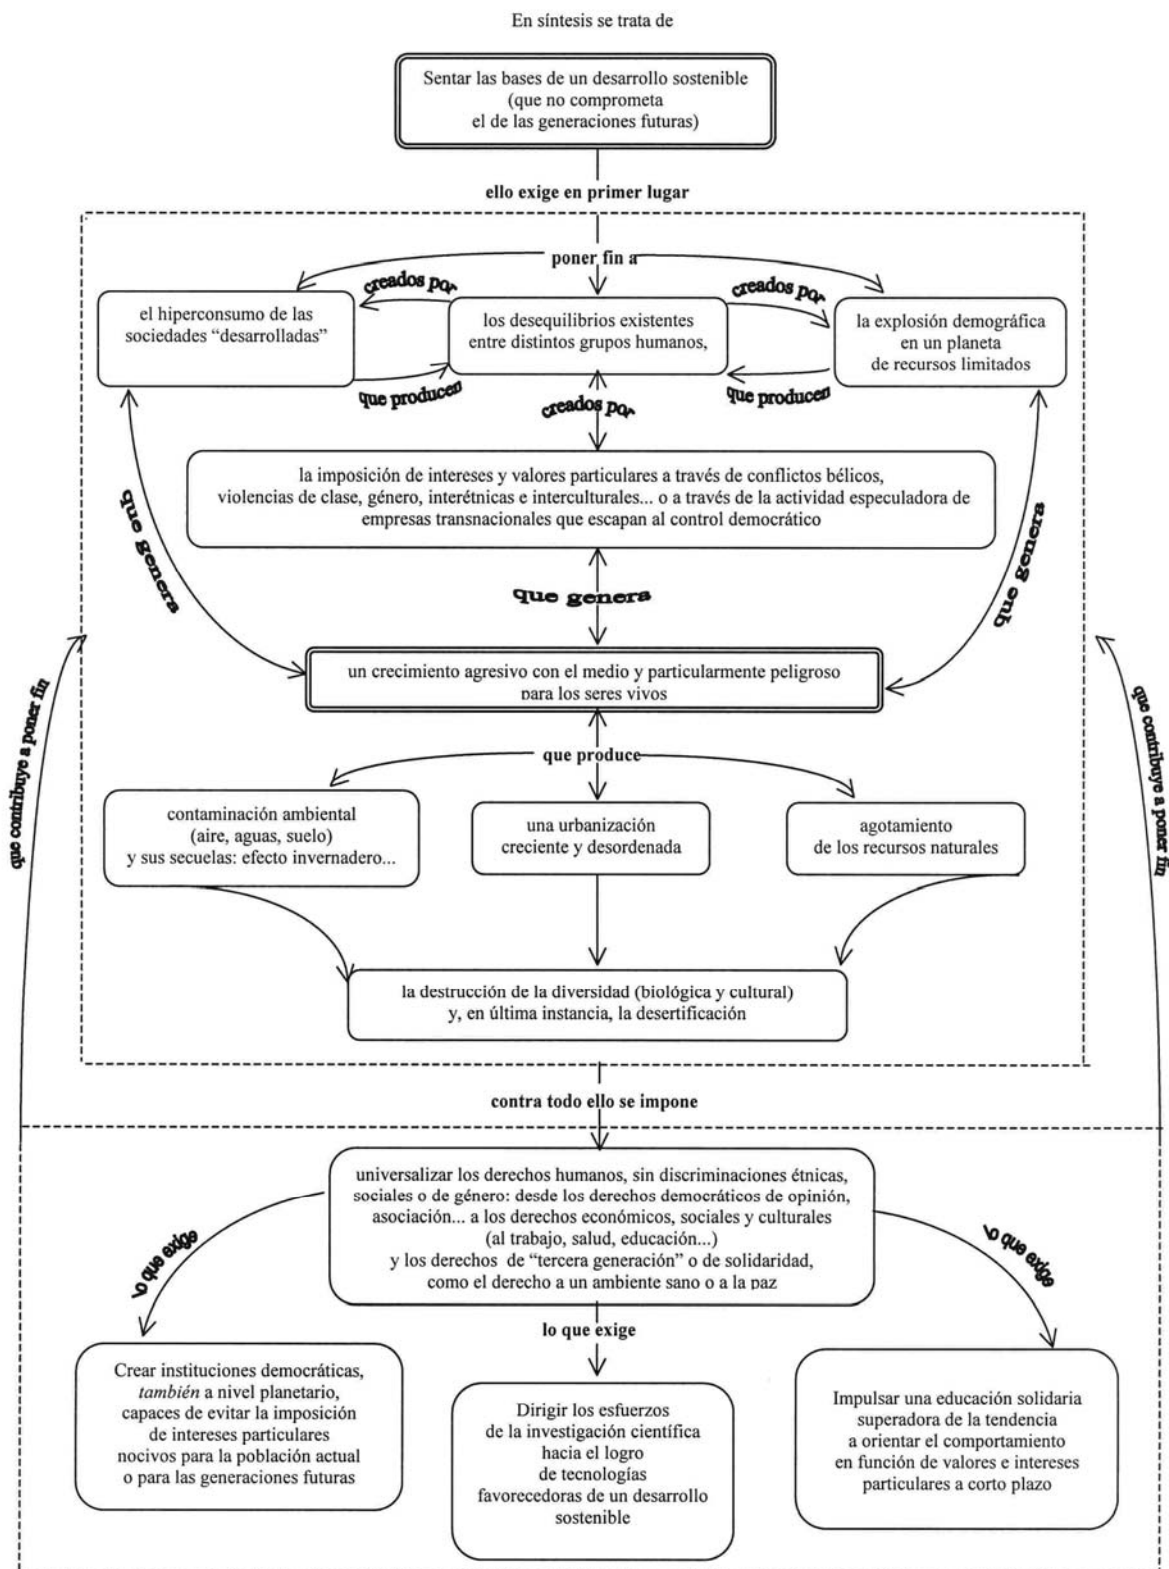 En síntesis se trata de
Sentar las bases de un desarrollo sostenible
(que no comprometa
el de las generaciones futuras)
ello exige en primer lugar
poner fin a
creados por
creados por
el hiperconsumo de las
sociedades “desarrolladas”
los desequilibrios existentes
entre distintos grupos humanos,
la explosión demográfica
en un planeta
de recursos limitados
que producen
que producen
creados por
la imposición de intereses y valores particulares a través de conflictos bélicos,
violencias de clase, género, interétnicas e interculturales... o a través de la actividad especuladora de
empresas transnacionales que escapan al control democrático
que genera
que genera
que genera
un crecimiento agresivo con el medio y particularmente peligroso
para los seres vivos
que contribuye a poner fin
que contribuye a poner fin
que produce
contaminación ambiental
(aire, aguas, suelo)
y sus secuelas: efecto invernadero...
una urbanización
creciente y desordenada
agotamiento
de los recursos naturales
la destrucción de la diversidad (biológica y cultural)
y, en última instancia, la desertificación
contra todo ello se impone
universalizar los derechos humanos, sin discriminaciones étnicas,
sociales o de género: desde los derechos democráticos de opinión,
asociación... a los derechos económicos, sociales y culturales
(al trabajo, salud, educación...)
y los derechos de “tercera generación” o de solidaridad,
como el derecho a un ambiente sano o a la paz
lo que exige
lo que exige
lo que exige
Crear instituciones democráticas,
también a nivel planetario,
capaces de evitar la imposición
de intereses particulares
nocivos para la población actual
o para las generaciones futuras
Dirigir los esfuerzos
de la investigación científica
hacia el logro
de tecnologías
favorecedoras de un desarrollo
sostenible
Impulsar una educación solidaria
superadora de la tendencia
a orientar el comportamiento
en función de valores e intereses
particulares a corto plazo